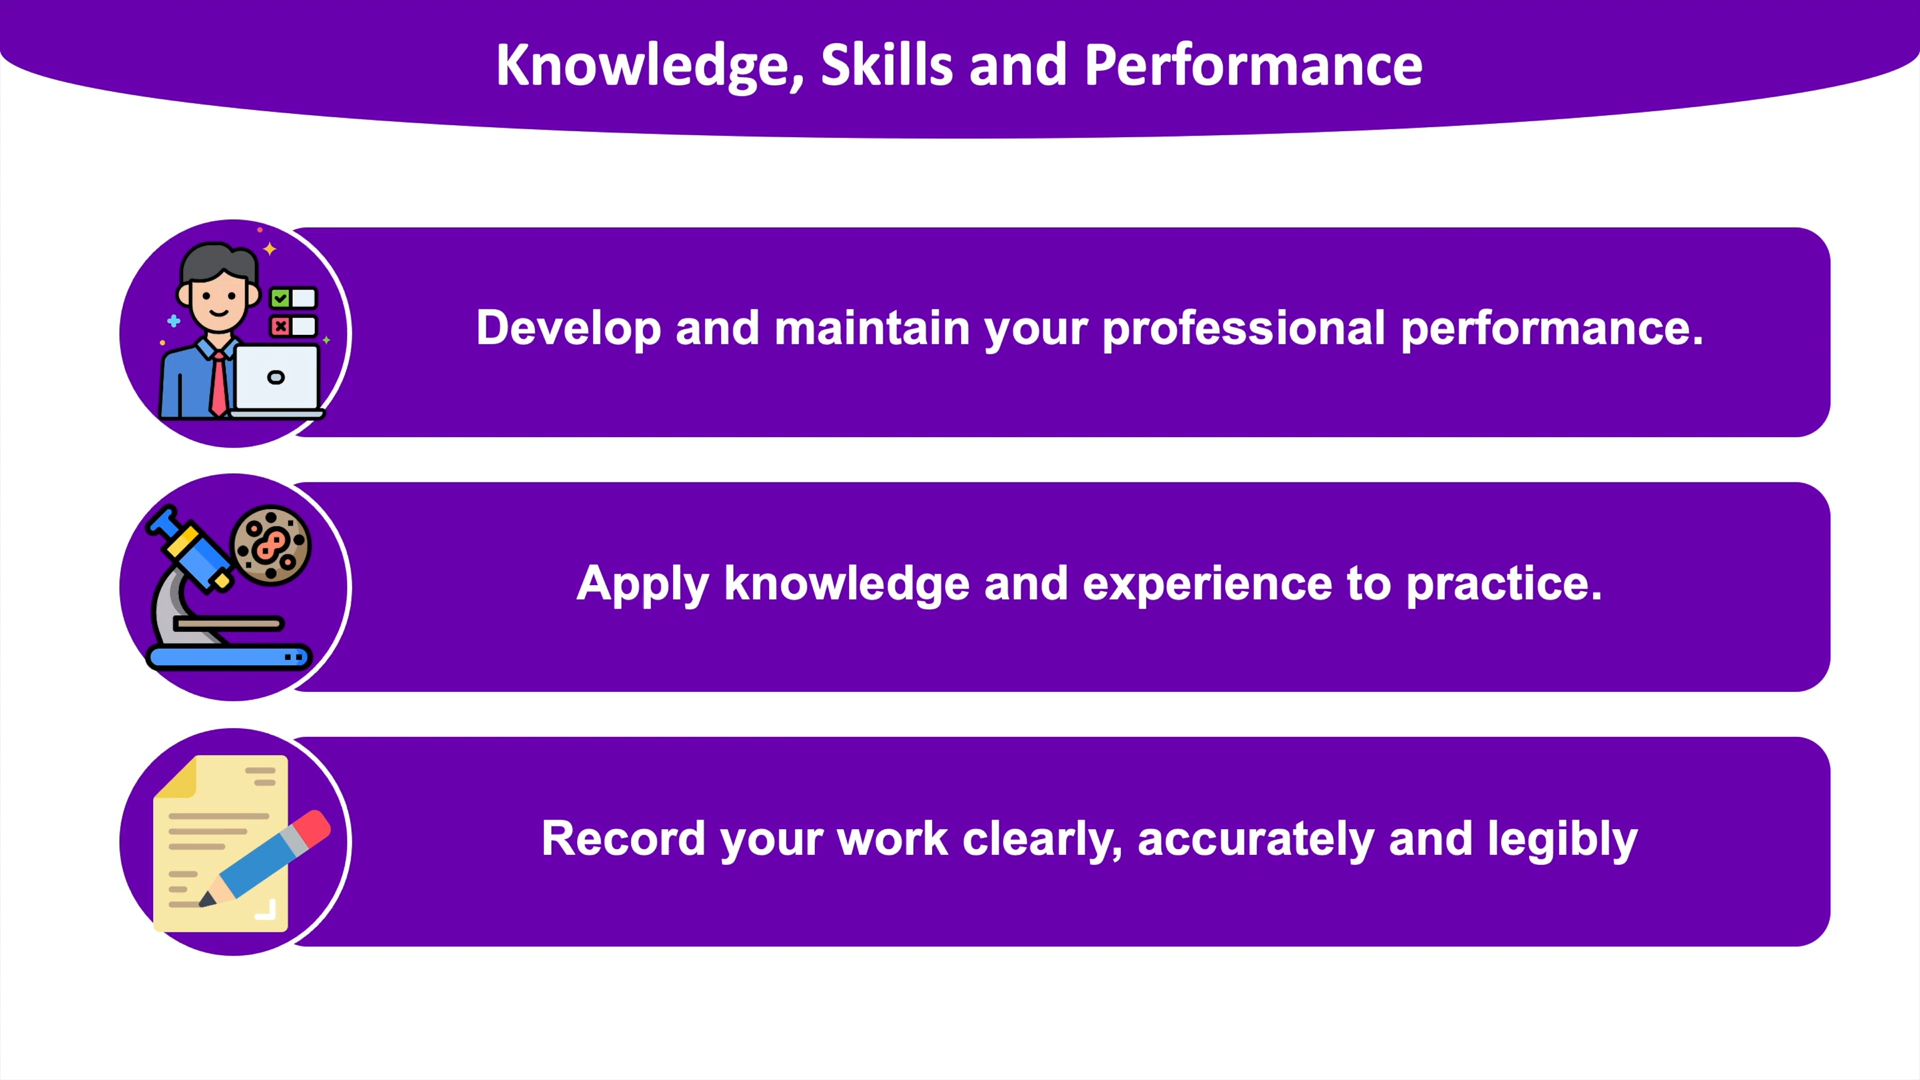 Knowledge, Skills and Performance
Develop and maintain your professional performance.
Apply knowledge and experience to practice.
Record your work clearly, accurately and legibly